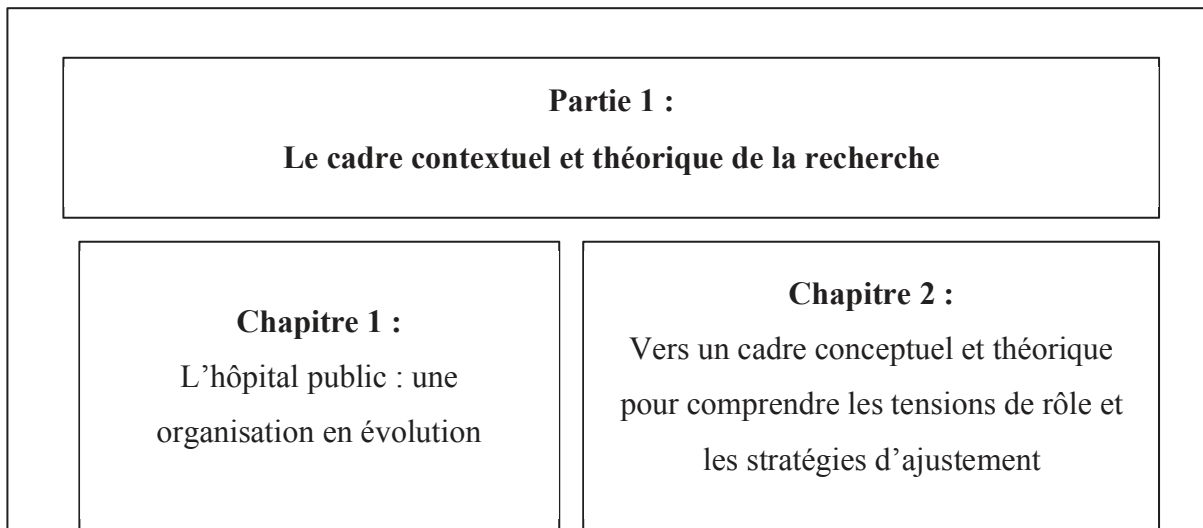 Partie 1 :
Le cadre contextuel et théorique de la recherche
Chapitre 1 :
L’hôpital public : une
organisation en évolution
Chapitre 2 :
Vers un cadre conceptuel et théorique
pour comprendre les tensions de rôle et
les stratégies d’ajustement